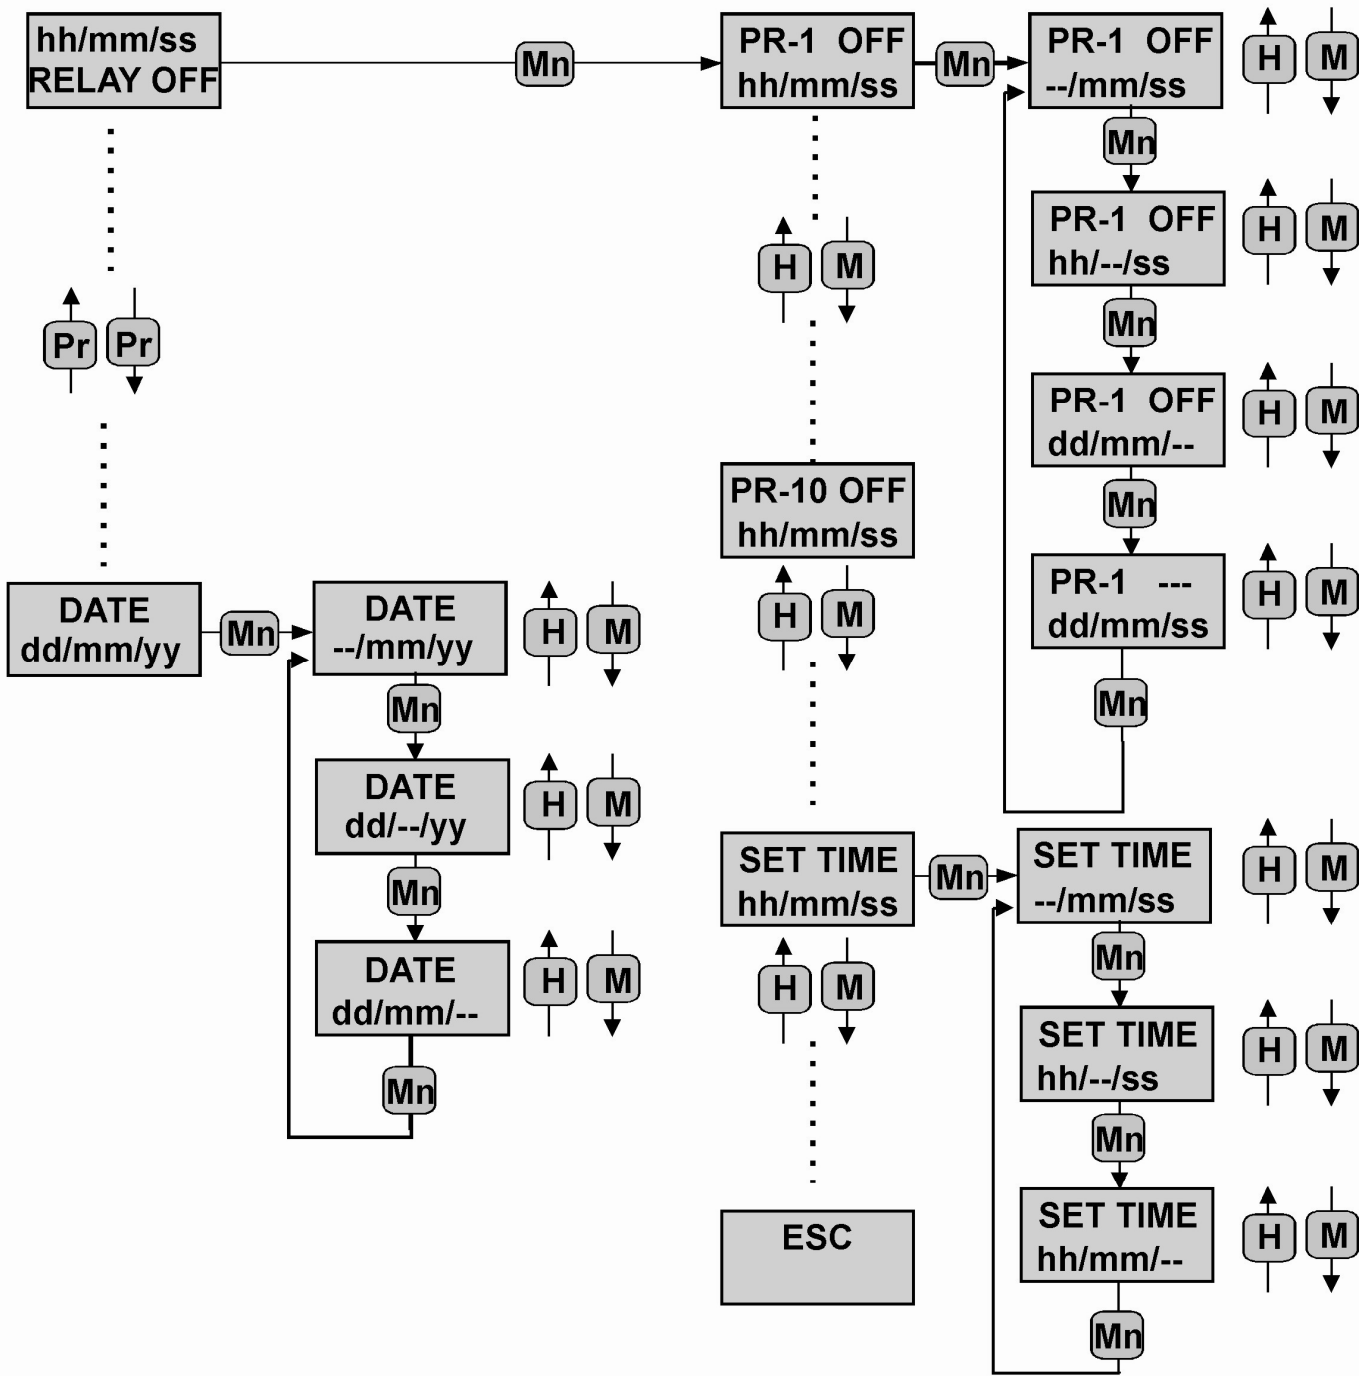 hh/mm/ss
RELAY OFF
Mn
PR-1 OFF
hh/mm/ss
Mn
PR-1 OFF
--/mm/ss
H M
Mn
PR-1 OFF
hh/--/ss
H M
Mn
PR-1 OFF
dd/mm/--
H M
Mn
PR-1 ---
dd/mm/ss
H M
Mn
H M
Pr Pr
PR-10 OFF
hh/mm/ss
H M
DATE
dd/mm/yy
Mn
DATE
--/mm/yy
H M
Mn
DATE
dd/--/yy
H M
Mn
DATE
dd/mm/--
H M
Mn
SET TIME
hh/mm/ss
Mn
SET TIME
--/mm/ss
H M
Mn
SET TIME
hh/--/ss
H M
Mn
SET TIME
hh/mm/--
H M
Mn
H M
ESC